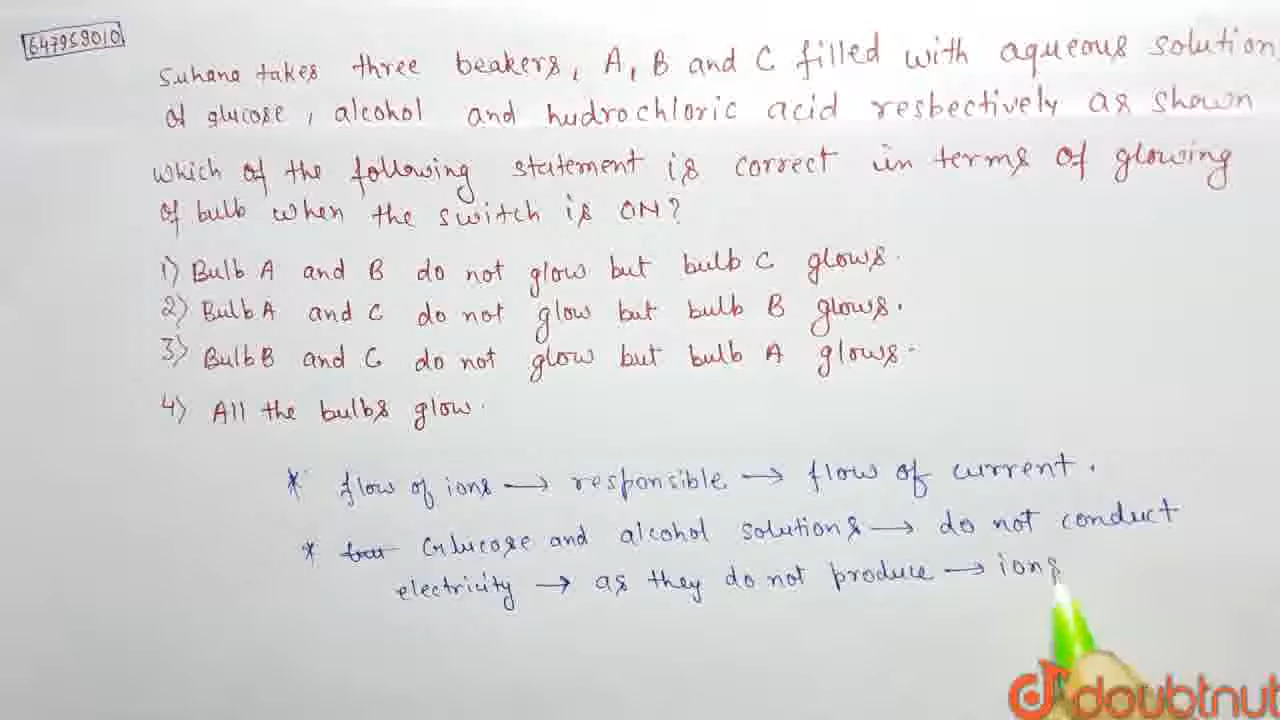 647959010
Suhana takes three beakers, A, B and C filled with aqueous solution
of glucose, alcohol and hudrochloric acid respectively as shown
which of the following statement is correct in terms of glowing
of bulb when the switch is ON?
1) Bulb A and B do not glow but bulb C glows.
2) Bulb A and C do not glow but bulb B glows.
3) Bulb B and C do not glow but bulb A glows.
4) All the bulbs glow.
* flow of ions → responsible → flow of current.
* Glucose and alcohol solutions → do not conduct
electricity → as they do not produce → ions
doubtnut